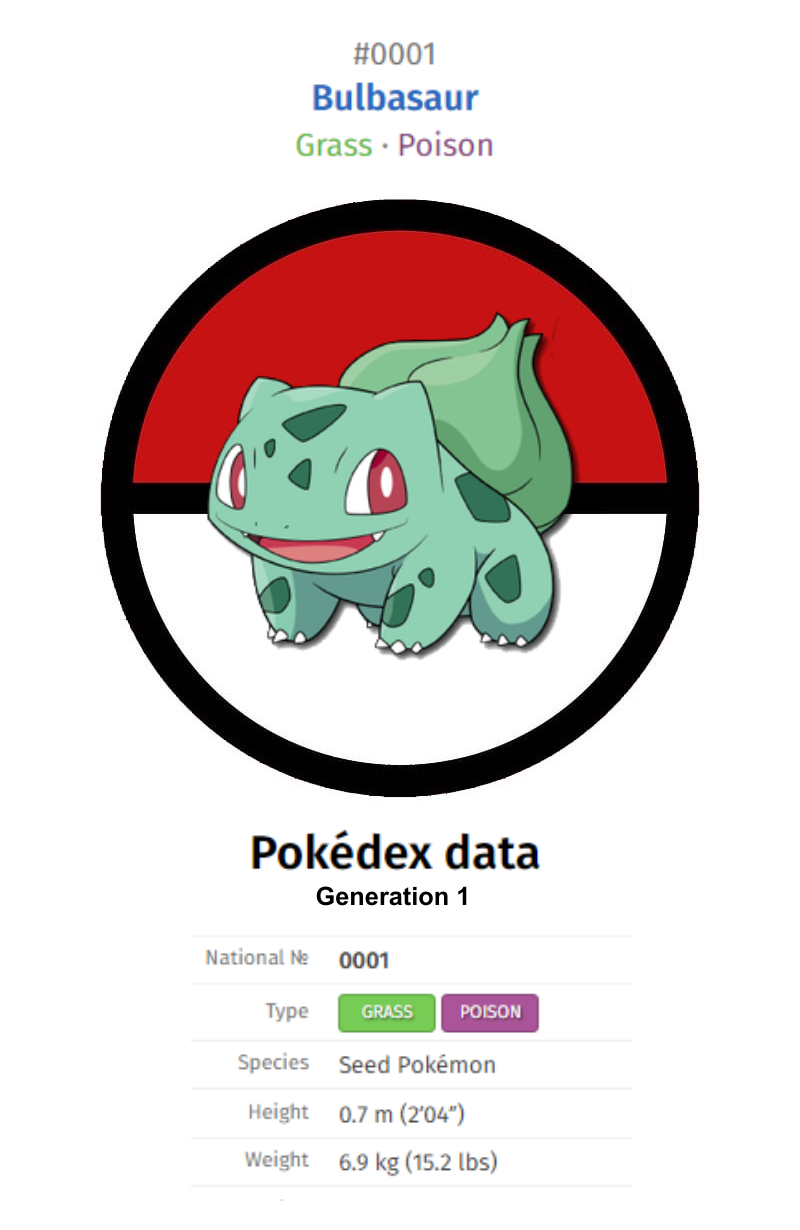 #0001
Bulbasaur
Grass · Poison
Pokédex data
Generation 1
National № 0001
Type GRASS POISON
Species Seed Pokémon
Height 0.7 m (2′04″)
Weight 6.9 kg (15.2 lbs)